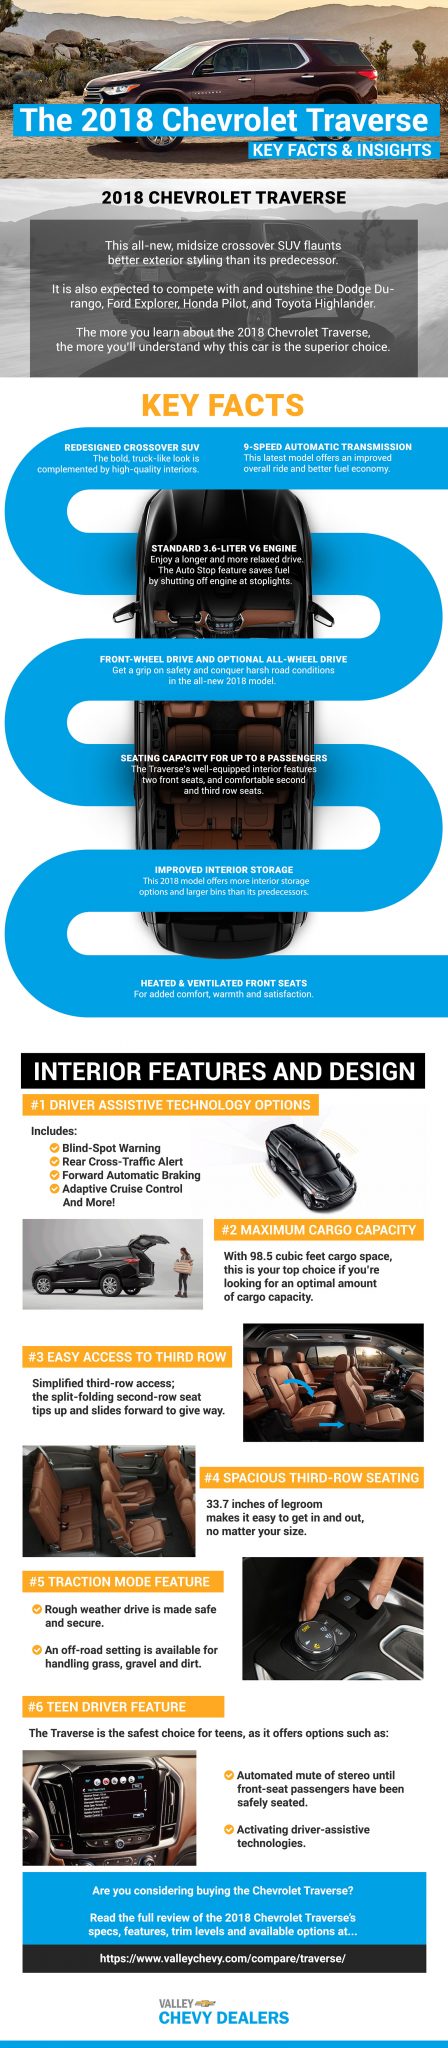 The 2018 Chevrolet Traverse
KEY FACTS & INSIGHTS
2018 CHEVROLET TRAVERSE
This all-new, midsize crossover SUV flaunts
better exterior styling than its predecessor.
It is also expected to compete with and outshine the Dodge Du-
rango, Ford Explorer, Honda Pilot, and Toyota Highlander.
The more you learn about the 2018 Chevrolet Traverse,
the more you'll understand why this car is the superior choice.
KEY FACTS
REDESIGNED CROSSOVER SUV
The bold, truck-like look is
complemented by high-quality interiors.
9-SPEED AUTOMATIC TRANSMISSION
This latest model offers an improved
overall ride and better fuel economy.
STANDARD 3.6-LITER V6 ENGINE
Enjoy a longer and more relaxed drive.
The Auto Stop feature saves fuel
by shutting off engine at stoplights.
FRONT-WHEEL DRIVE AND OPTIONAL ALL-WHEEL DRIVE
Get a grip on safety and conquer harsh road conditions
in the all-new 2018 model.
SEATING CAPACITY FOR UP TO 8 PASSENGERS
The Traverse's well-equipped interior features
two front seats, and comfortable second
and third row seats.
IMPROVED INTERIOR STORAGE
This 2018 model offers more interior storage
options and larger bins than its predecessors.
HEATED & VENTILATED FRONT SEATS
For added comfort, warmth and satisfaction.
INTERIOR FEATURES AND DESIGN
#1 DRIVER ASSISTIVE TECHNOLOGY OPTIONS
Includes:
Blind-Spot Warning
Rear Cross-Traffic Alert
Forward Automatic Braking
Adaptive Cruise Control
And More!
#2 MAXIMUM CARGO CAPACITY
With 98.5 cubic feet cargo space,
this is your top choice if you're
looking for an optimal amount
of cargo capacity.
#3 EASY ACCESS TO THIRD ROW
Simplified third-row access;
the split-folding second-row seat
tips up and slides forward to give way.
#4 SPACIOUS THIRD-ROW SEATING
33.7 inches of legroom
makes it easy to get in and out,
no matter your size.
#5 TRACTION MODE FEATURE
Rough weather drive is made safe
and secure.
An off-road setting is available for
handling grass, gravel and dirt.
#6 TEEN DRIVER FEATURE
The Traverse is the safest choice for teens, as it offers options such as:
Automated mute of stereo until
front-seat passengers have been
safely seated.
Activating driver-assistive
technologies.
Are you considering buying the Chevrolet Traverse?
Read the full review of the 2018 Chevrolet Traverse's
specs, features, trim levels and available options at...
https://www.valleychevy.com/compare/traverse/
VALLEY
CHEVY DEALERS